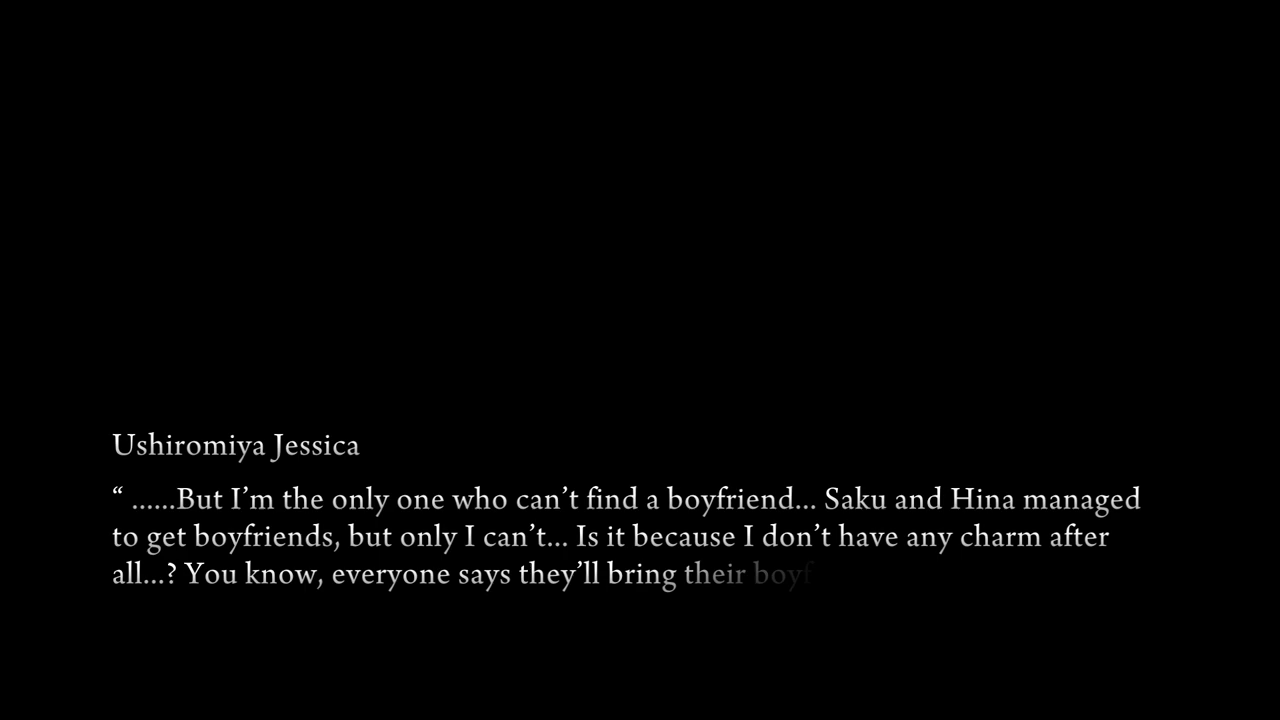 Ushiromiya Jessica
“ ......But I’m the only one who can’t find a boyfriend... Saku and Hina managed
to get boyfriends, but only I can’t... Is it because I don’t have any charm after
all...? You know, everyone says they’ll bring their boyf